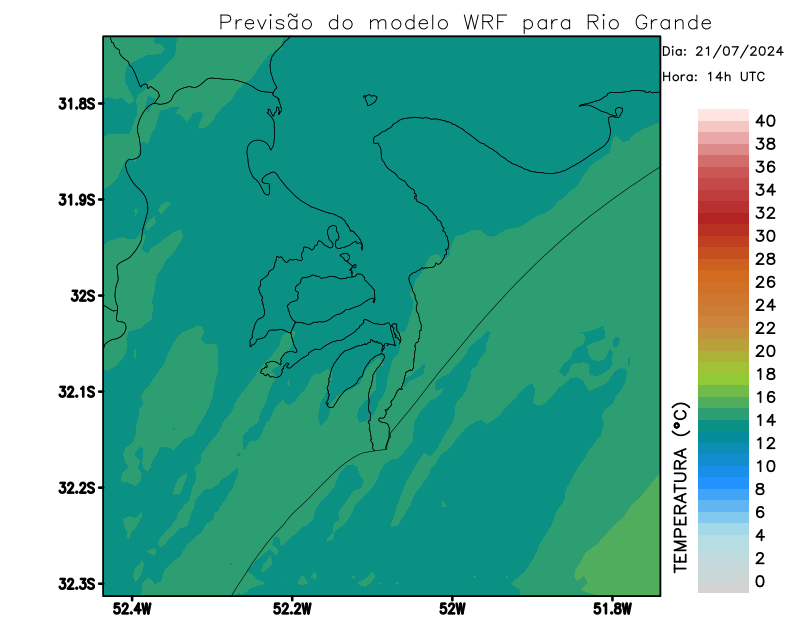 Previsão do modelo WRF para Rio Grande
Dia: 21/07/2024
Hora: 14h UTC
31.8S
31.9S
32S
32.1S
32.2S
32.3S
52.4W
52.2W
52W
51.8W
TEMPERATURA (°C)
40
38
36
34
32
30
28
26
24
22
20
18
16
14
12
10
8
6
4
2
0